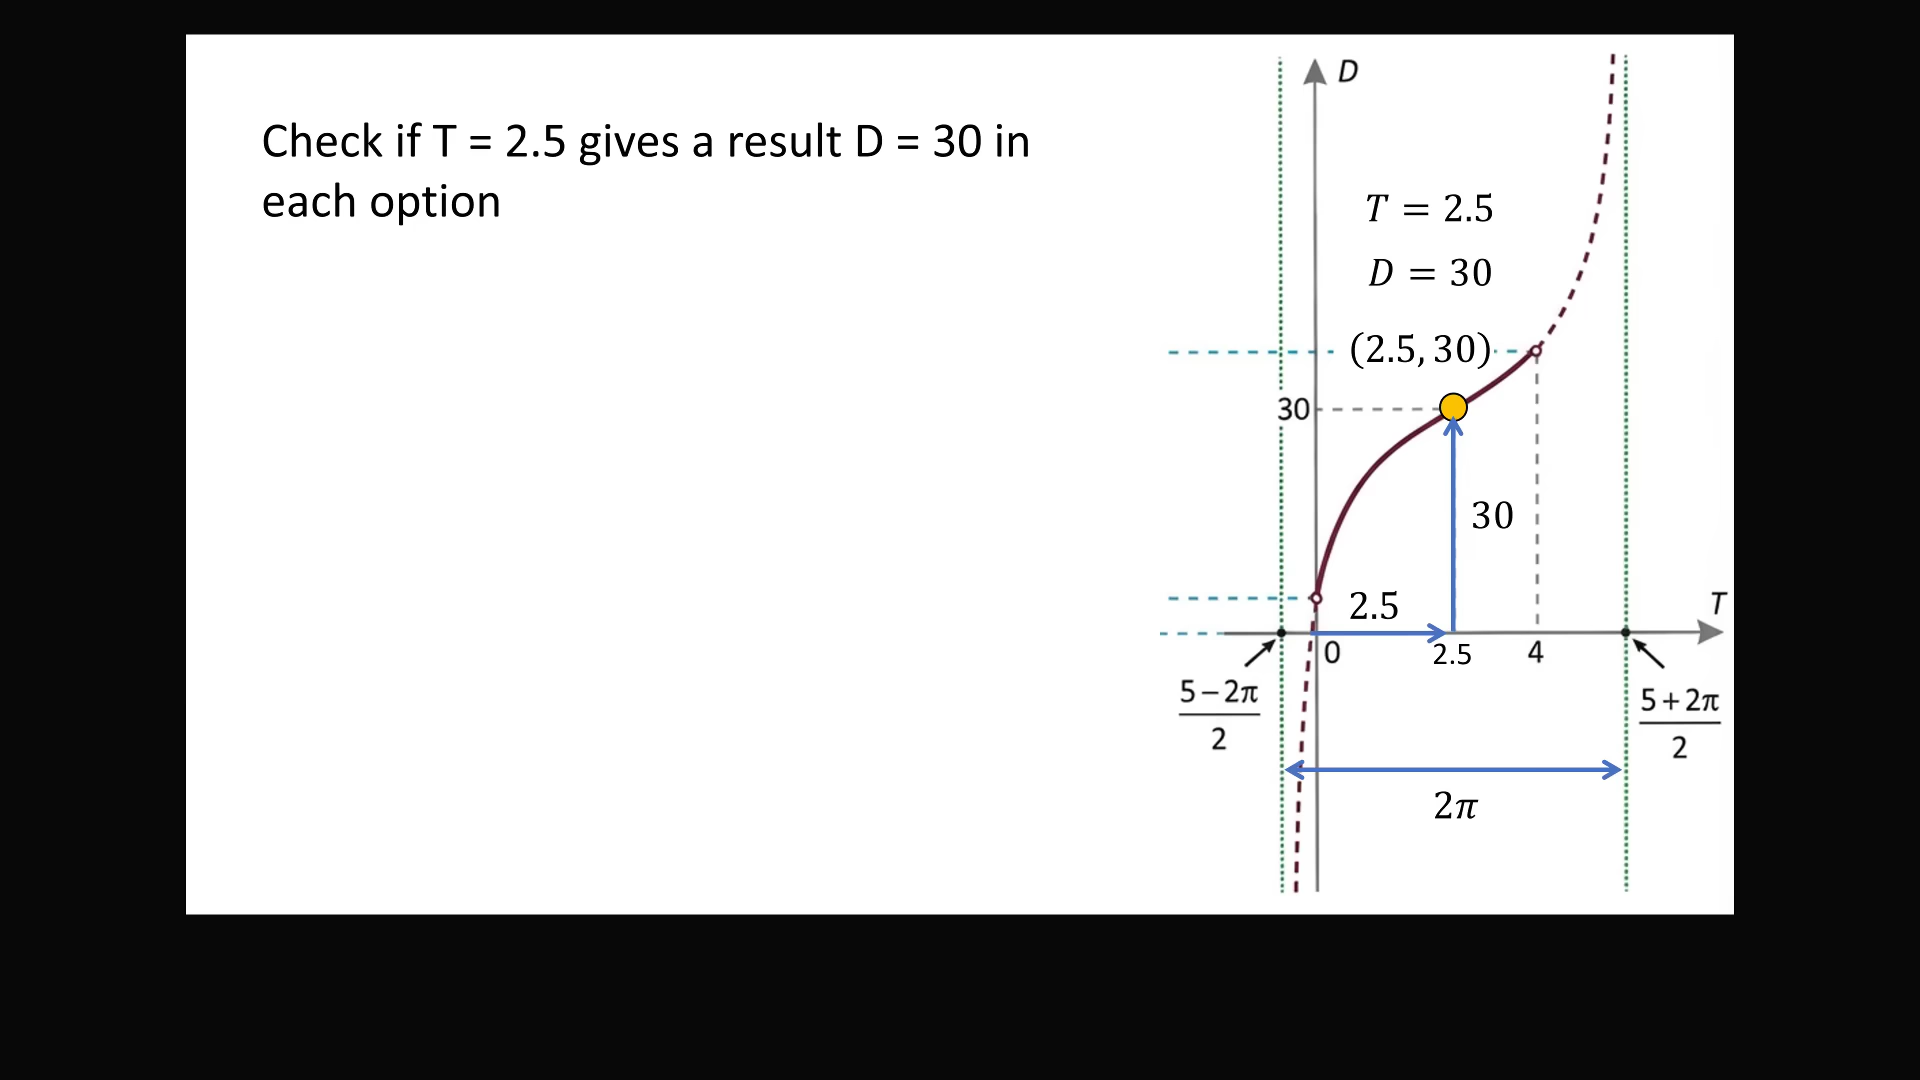 Check if T = 2.5 gives a result D = 30 in
each option
D
T = 2.5
D = 30
(2.5, 30)
30
30
2.5
T
0
2.5
4
5 − 2π
2
5 + 2π
2
2π